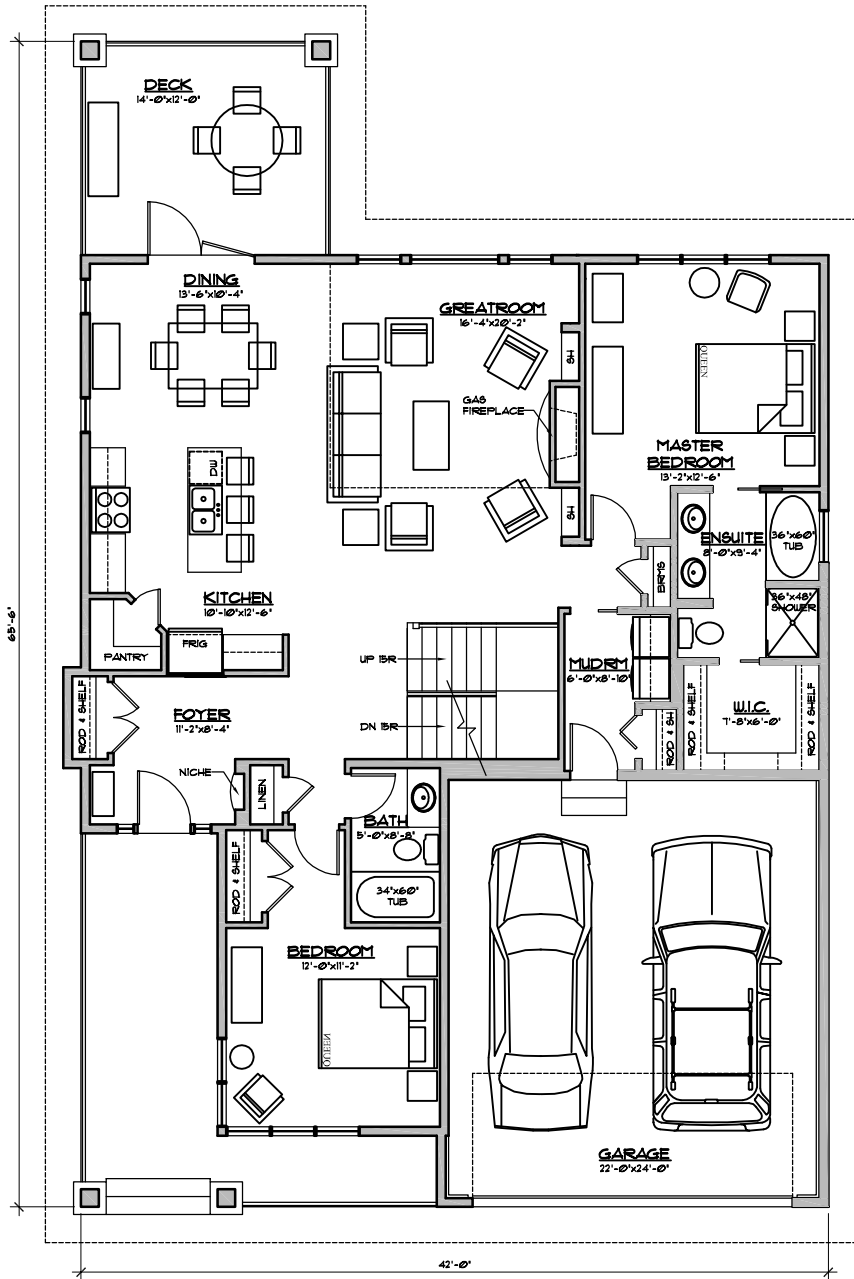 DECK
14'-0"x12'-0"
DINING
13'-6"x10'-4"
GREATROOM
16'-4"x20'-2"
SH
GAS
FIREPLACE
SH
QUEEN
MASTER
BEDROOM
13'-2"x12'-6"
DW
ENSUITE
8'-0"x9'-4"
36"x60"
TUB
BRMS
36"x48"
SHOWER
KITCHEN
10'-10"x12'-6"
65'-6"
FRIG
PANTRY
UP 15R
MUDRM
6'-0"x8'-10"
ROD & SHELF
FOYER
11'-2"x8'-4"
DN 15R
ROD & SH
ROD & SHELF
W.I.C.
7'-8"x6'-0"
ROD & SHELF
NICHE
LINEN
BATH
5'-0"x8'-8"
ROD & SHELF
34"x60"
TUB
BEDROOM
12'-0"x11'-2"
QUEEN
GARAGE
22'-0"x24'-0"
42'-0"